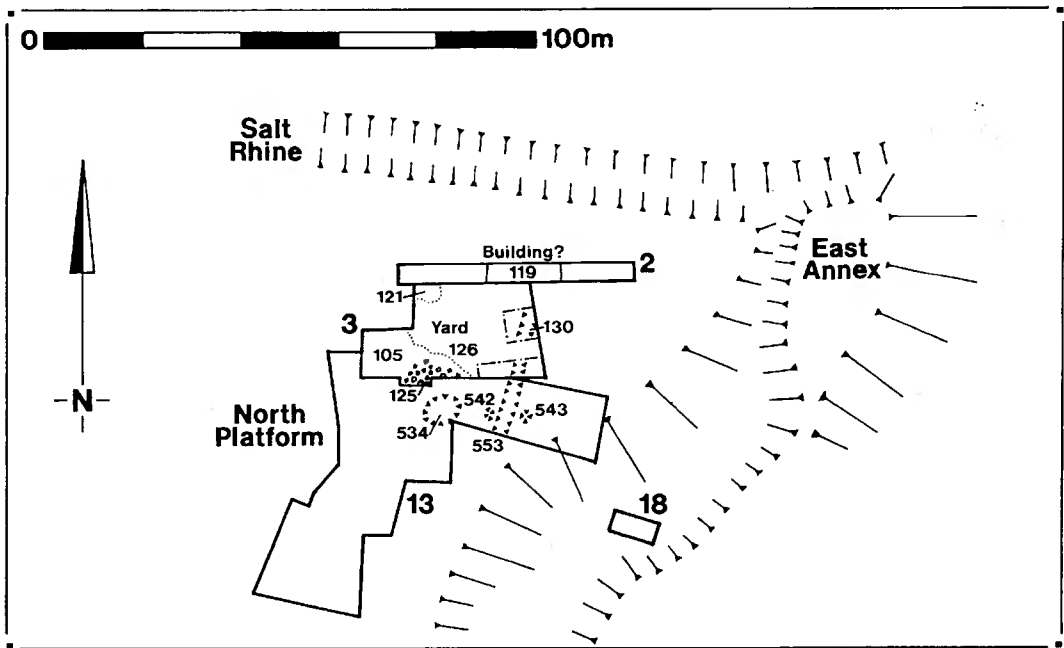 0 100m
Salt
Rhine
East
Annex
Building?
119
2
121
3
Yard
130
105
126
125
North
Platform
542
543
534
553
13
18
N